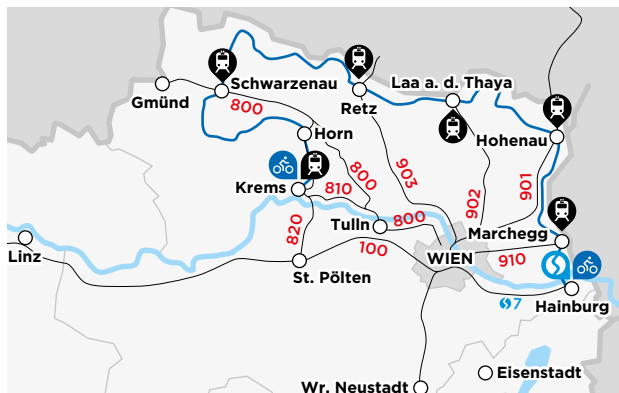 Schwarzenau
Gmünd
800
Retz
Laa a. d. Thaya
Horn
Hohenau
Krems
810
800
903
902
901
Tulln
800
Marchegg
820
100
WIEN
910
Linz
St. Pölten
Hainburg
7
Eisenstadt
Wr. Neustadt